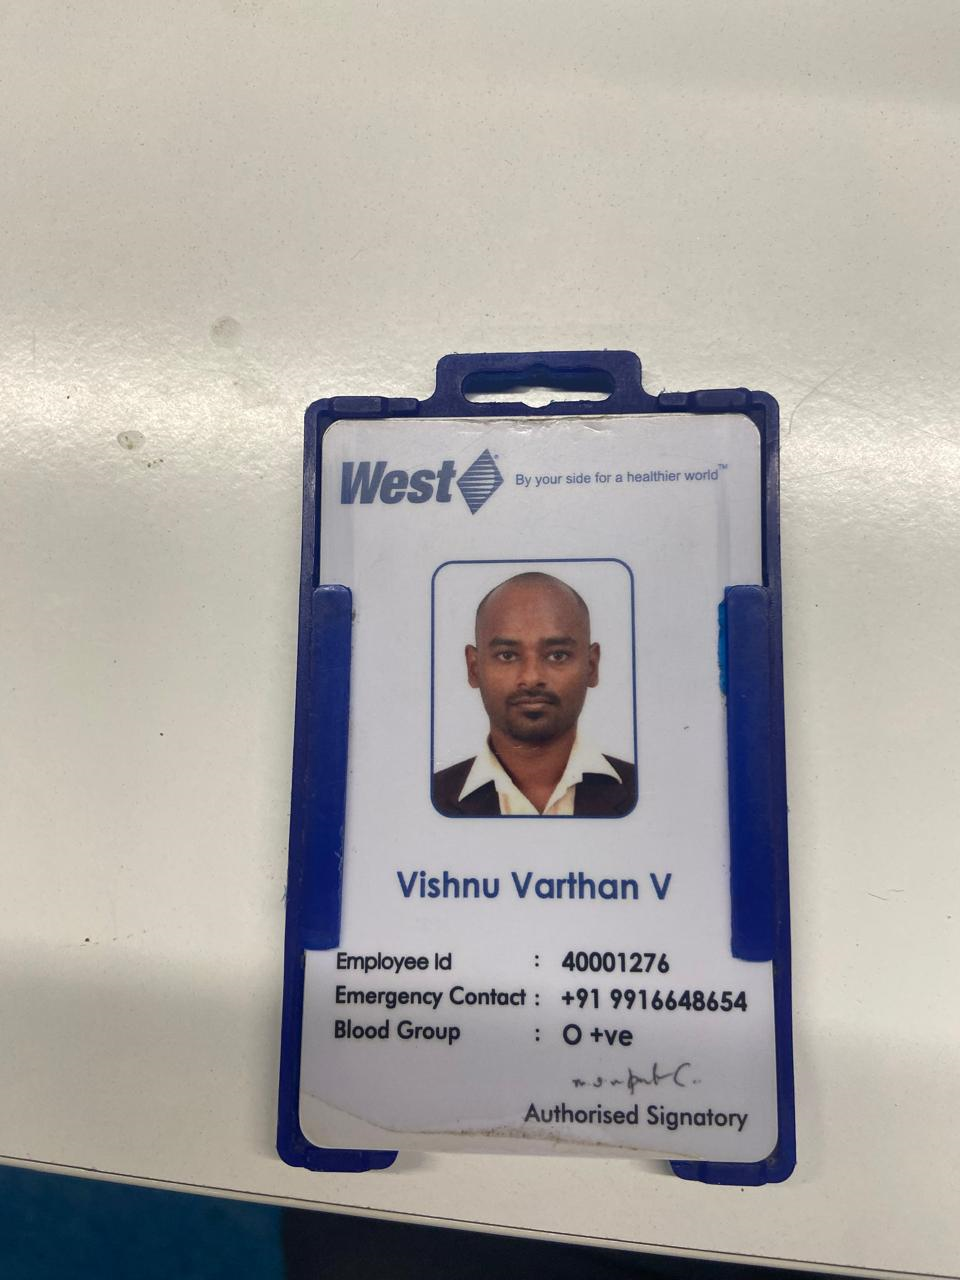 West® By your side for a healthier world™
Vishnu Varthan V
Employee Id : 40001276
Emergency Contact : +91 9916648654
Blood Group : O +ve
Authorised Signatory